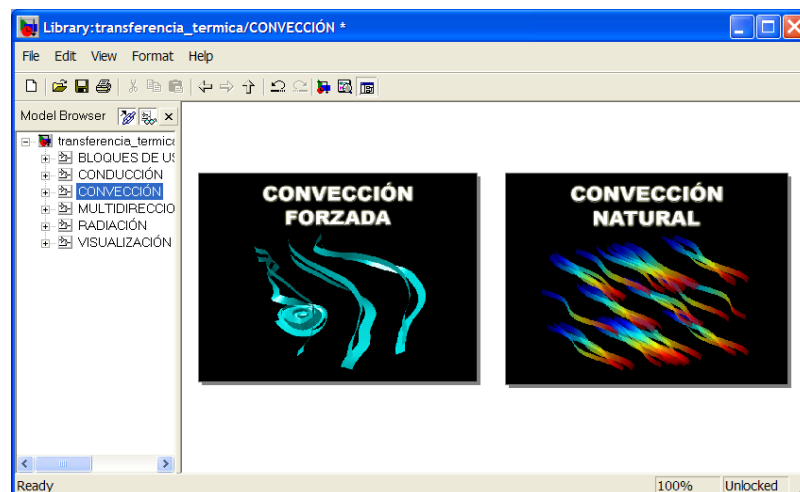 Library:transferencia_termica/CONVECCIÓN *
File Edit View Format Help
Model Browser
transferencia_termica
BLOQUES DE US
CONDUCCIÓN
CONVECCIÓN
MULTIDIRECCIO
RADIACIÓN
VISUALIZACIÓN
CONVECCIÓN
FORZADA
CONVECCIÓN
NATURAL
Ready 100% Unlocked